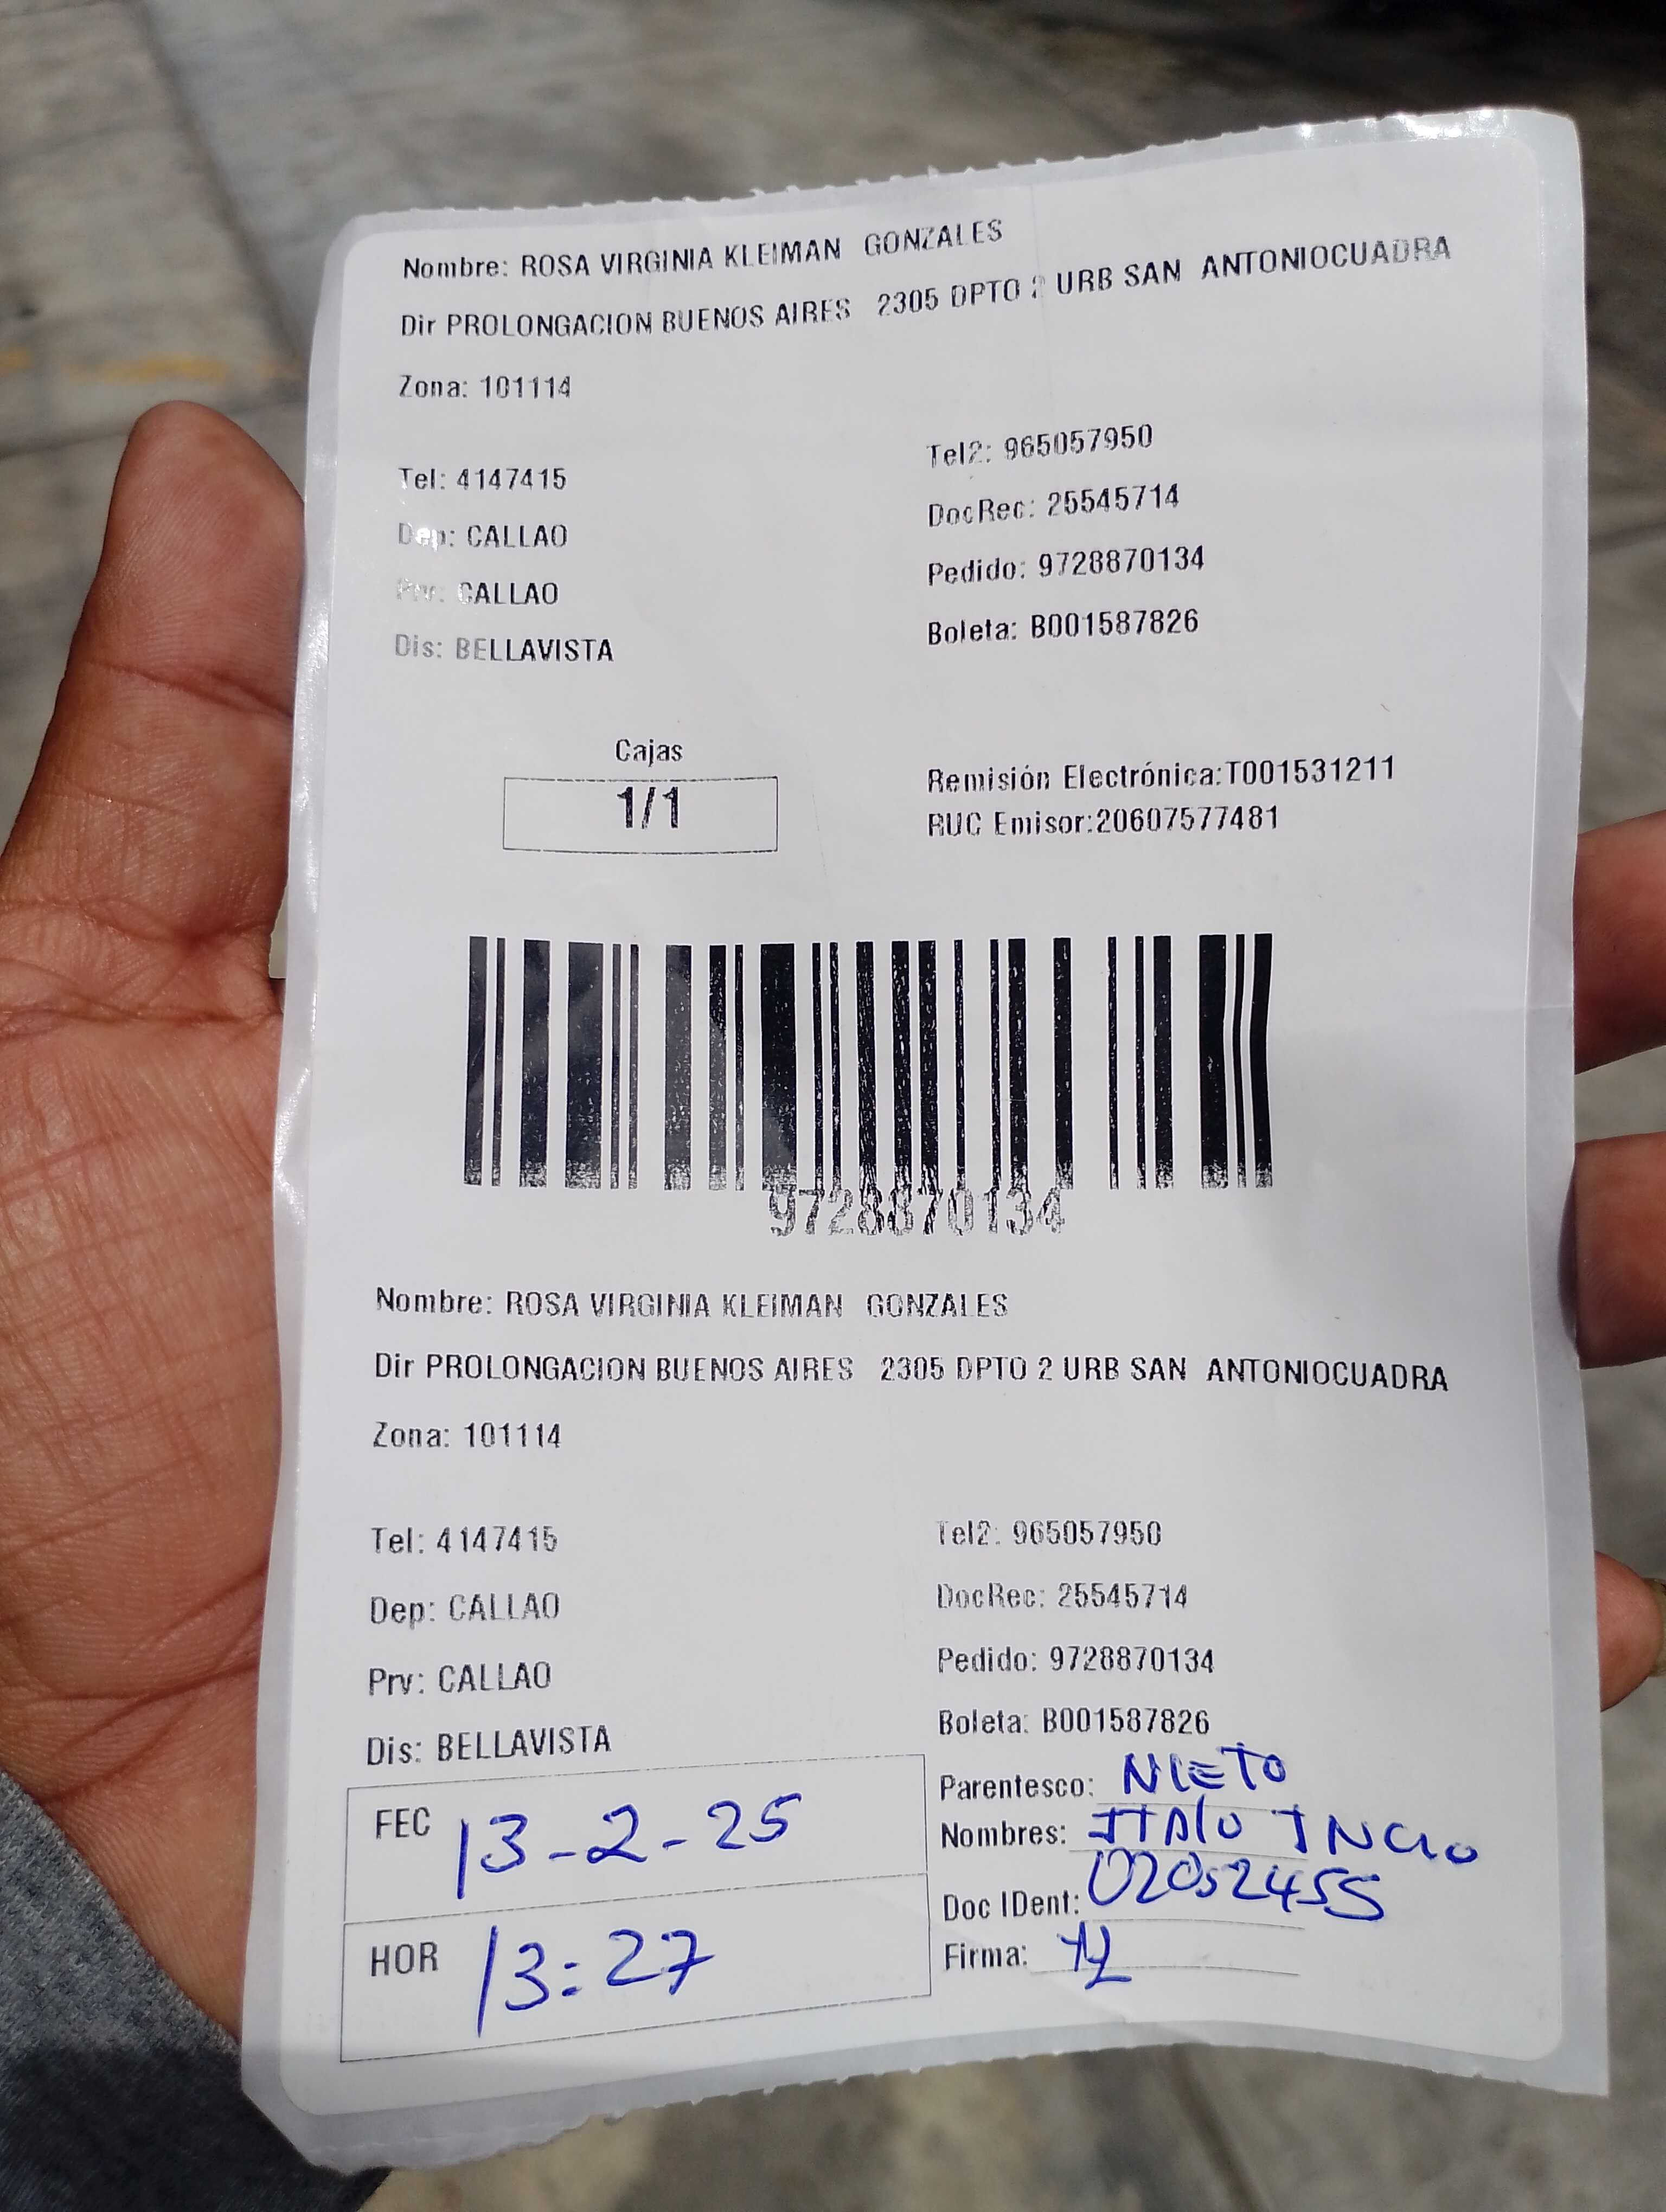 Nombre: ROSA VIRGINIA KLEIMAN GONZALES
Dir PROLONGACION BUENOS AIRES 2305 DPTO 2 URB SAN ANTONIOCUADRA
Zona: 101114
Tel: 4147415
Tel2: 965057950
Dep: CALLAO
DocRec: 25545714
Prv: CALLAO
Pedido: 9728870134
Dis: BELLAVISTA
Boleta: B001587826
Cajas
1/1
Remisión Electrónica:T001531211
RUC Emisor:20607577481
9728870134
Nombre: ROSA VIRGINIA KLEIMAN GONZALES
Dir PROLONGACION BUENOS AIRES 2305 DPTO 2 URB SAN ANTONIOCUADRA
Zona: 101114
Tel: 4147415
Tel2: 965057950
Dep: CALLAO
DocRec: 25545714
Prv: CALLAO
Pedido: 9728870134
Dis: BELLAVISTA
Boleta: B001587826
FEC 13-2-25
HOR 13:27
Parentesco: NIETO
Nombres: ITAlo INCIO
Doc IDent: 02052455
Firma: